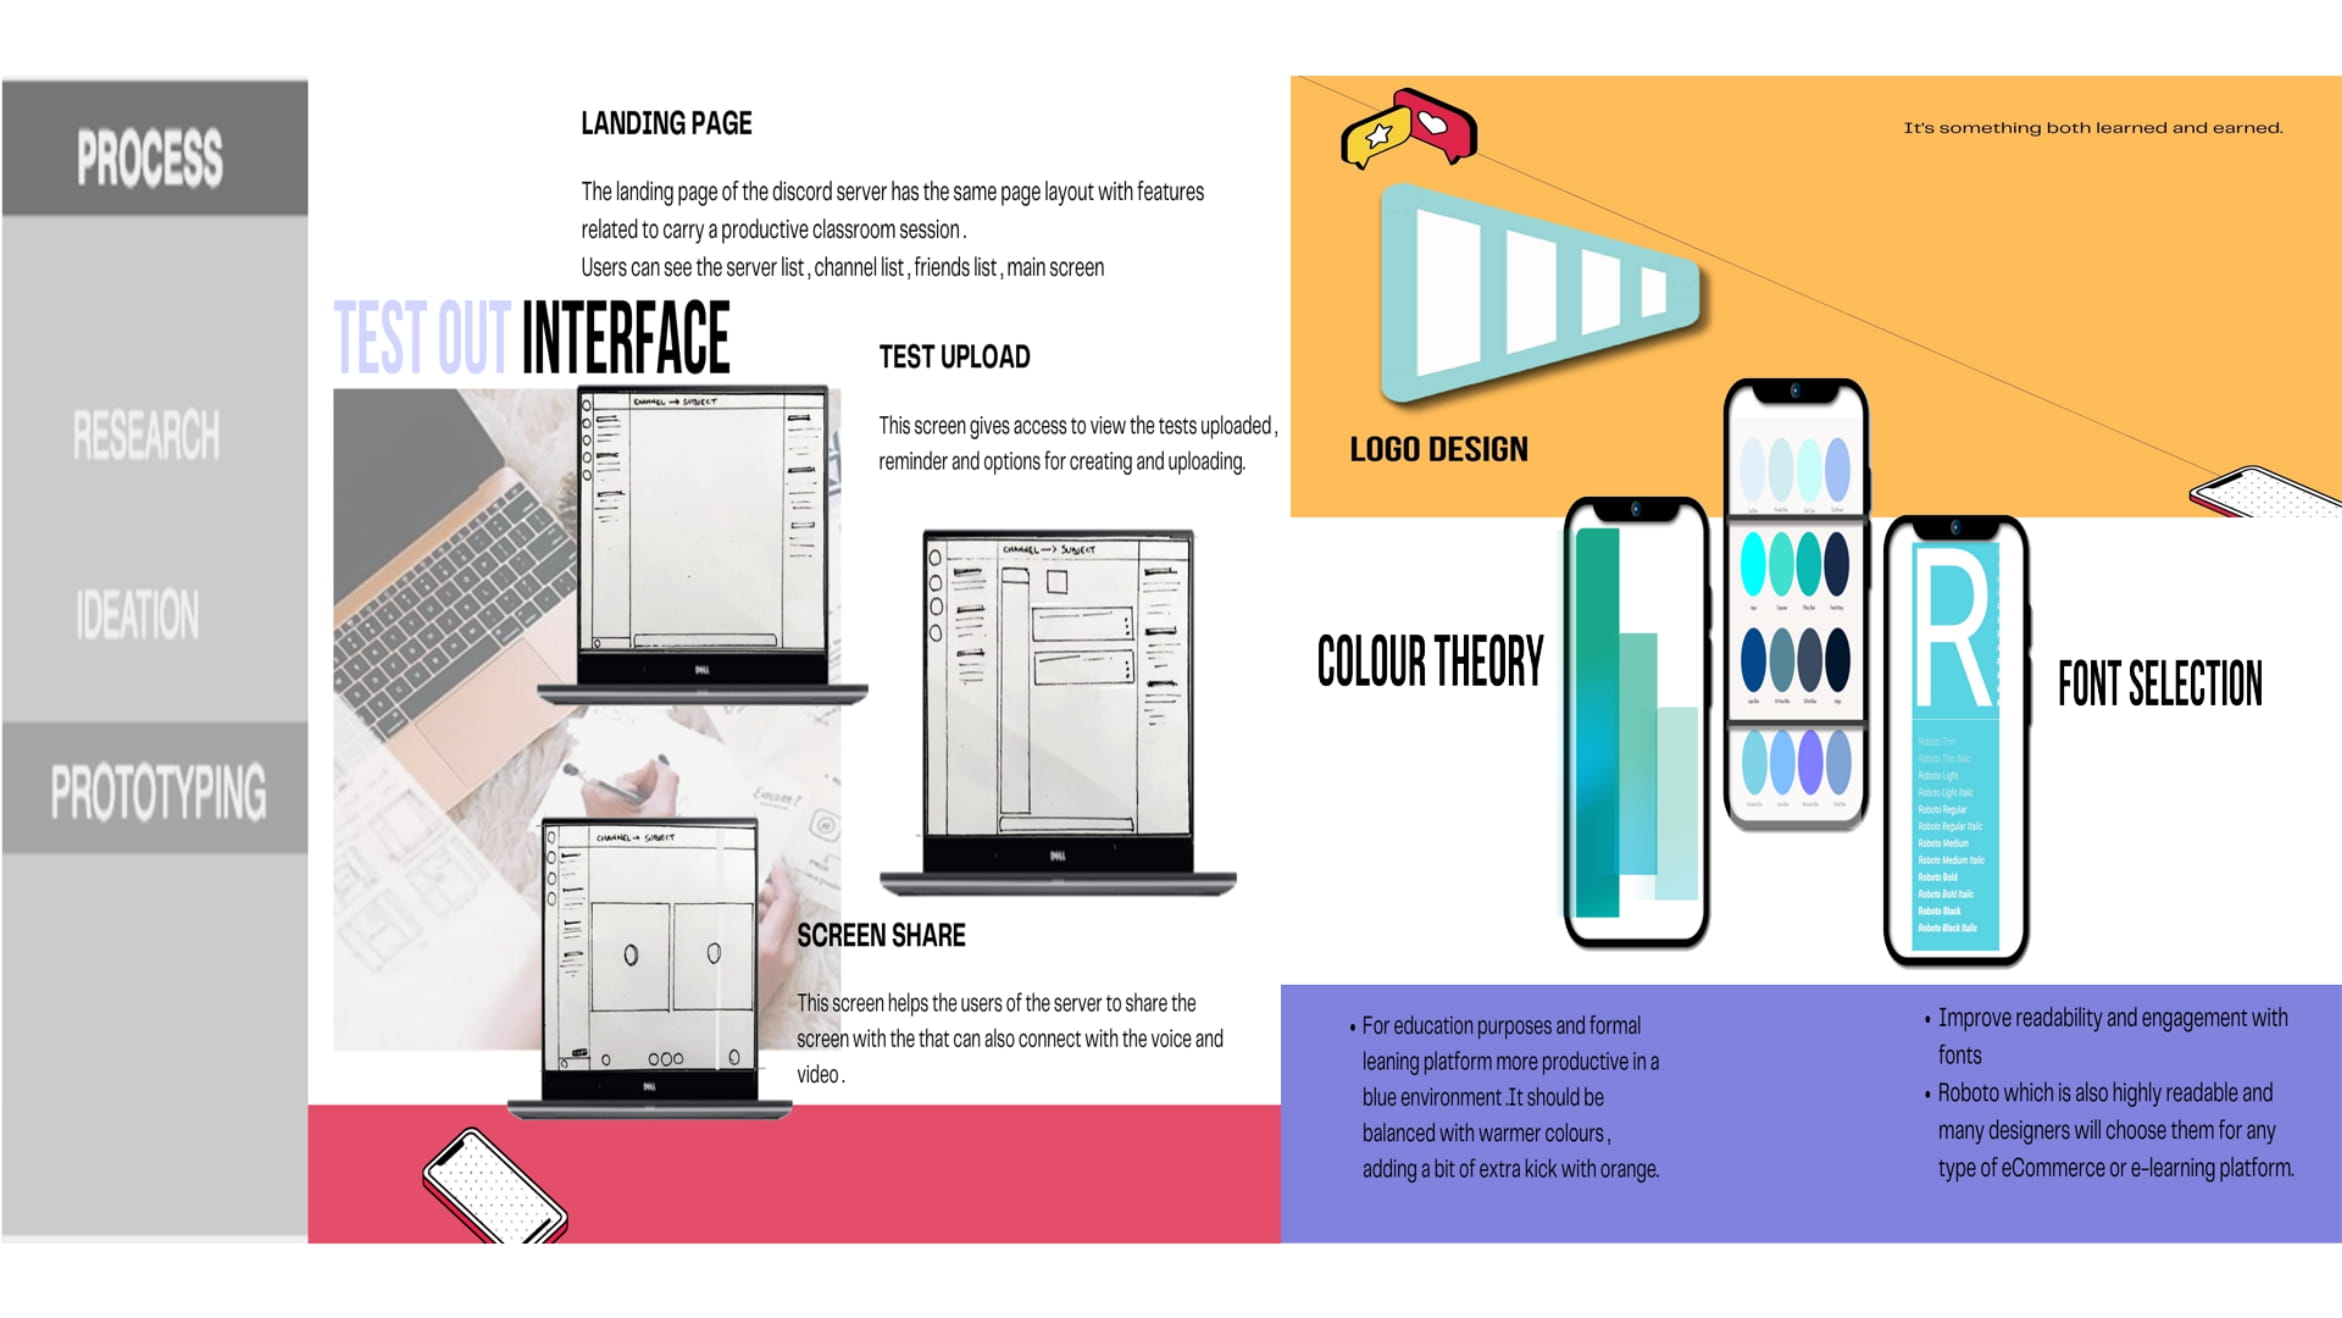 PROCESS
RESEARCH
IDEATION
PROTOTYPING
LANDING PAGE
The landing page of the discord server has the same page layout with features
related to carry a productive classroom session.
Users can see the server list, channel list, friends list, main screen
TEST OUT INTERFACE
CHANNEL → SUBJECT
DELL
TEST UPLOAD
This screen gives access to view the tests uploaded,
reminder and options for creating and uploading.
CHANNEL → SUBJECT
DELL
CHANNEL → SUBJECT
DELL
SCREEN SHARE
This screen helps the users of the server to share the
screen with the that can also connect with the voice and
video.
It's something both learned and earned.
LOGO DESIGN
COLOUR THEORY
R
Roboto Thin
Roboto Thin Italic
Roboto Light
Roboto Light Italic
Roboto Regular
Roboto Regular Italic
Roboto Medium
Roboto Medium Italic
Roboto Bold
Roboto Bold Italic
Roboto Black
Roboto Black Italic
FONT SELECTION
• For education purposes and formal
leaning platform more productive in a
blue environment .It should be
balanced with warmer colours,
adding a bit of extra kick with orange.
• Improve readability and engagement with
fonts
• Roboto which is also highly readable and
many designers will choose them for any
type of eCommerce or e-learning platform.